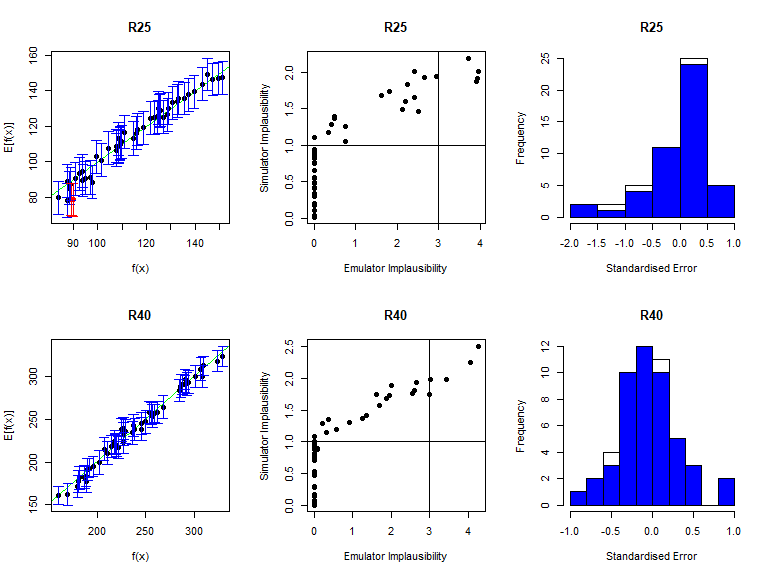 R25
R25
R25
E[f(x)]
160
140
120
100
80
90 100 120 140
f(x)
Simulator Implausibility
2.0
1.5
1.0
0.5
0.0
0 1 2 3 4
Emulator Implausibility
Frequency
25
20
15
10
5
0
-2.0 -1.5 -1.0 -0.5 0.0 0.5 1.0
Standardised Error
R40
R40
R40
E[f(x)]
300
250
200
150
200 250 300
f(x)
Simulator Implausibility
2.5
2.0
1.5
1.0
0.5
0.0
0 1 2 3 4
Emulator Implausibility
Frequency
12
10
8
6
4
2
0
-1.0 -0.5 0.0 0.5 1.0
Standardised Error